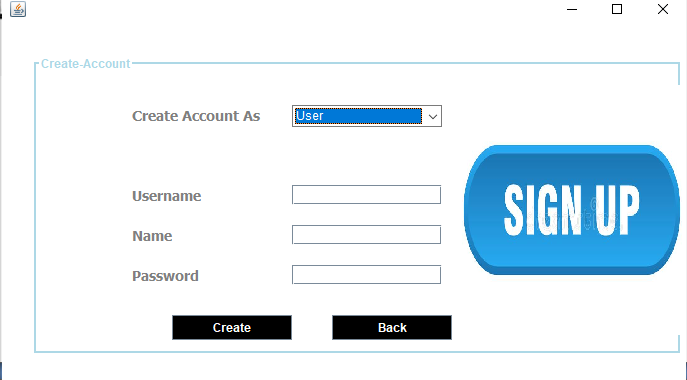 Create-Account
Create Account As
User
Username
SIGN UP
Name
Password
Create
Back